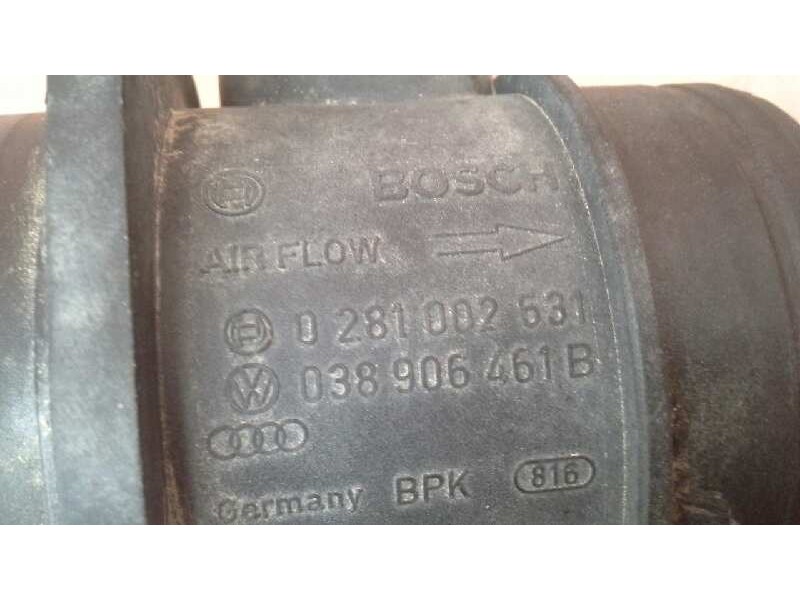 BOSCH
AIR FLOW
0 281 002 531
038 906 461 B
Germany BPK 816